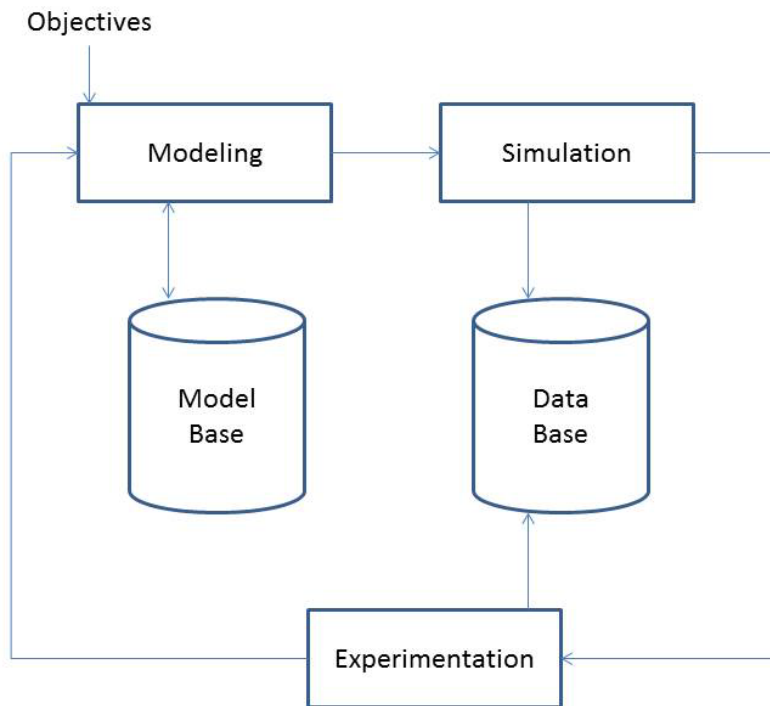 Objectives
Modeling
Simulation
Model
Base
Data
Base
Experimentation